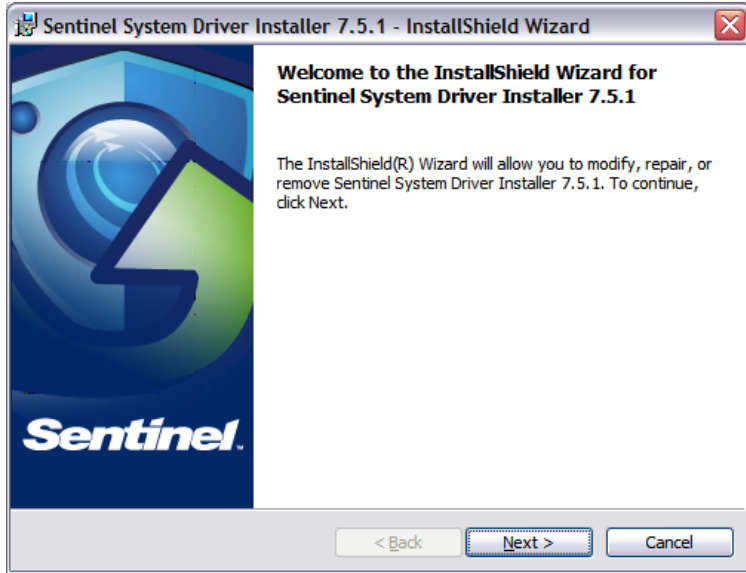 Sentinel System Driver Installer 7.5.1 - InstallShield Wizard
Welcome to the InstallShield Wizard for
Sentinel System Driver Installer 7.5.1
The InstallShield(R) Wizard will allow you to modify, repair, or
remove Sentinel System Driver Installer 7.5.1. To continue,
click Next.
Sentinel
< Back
Next >
Cancel